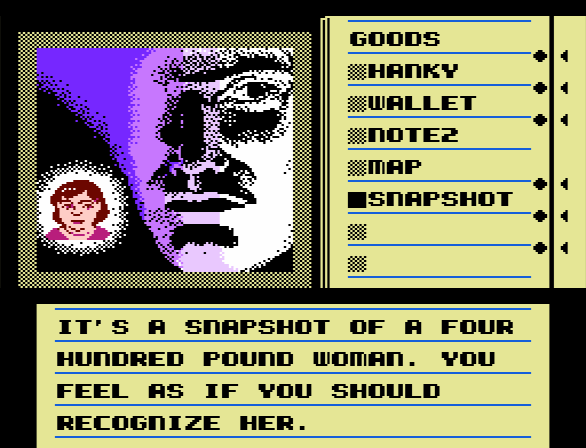 GOODS
HANKY
WALLET
NOTE2
MAP
SNAPSHOT
IT'S A SNAPSHOT OF A FOUR
HUNDRED POUND WOMAN. YOU
FEEL AS IF YOU SHOULD
RECOGNIZE HER.